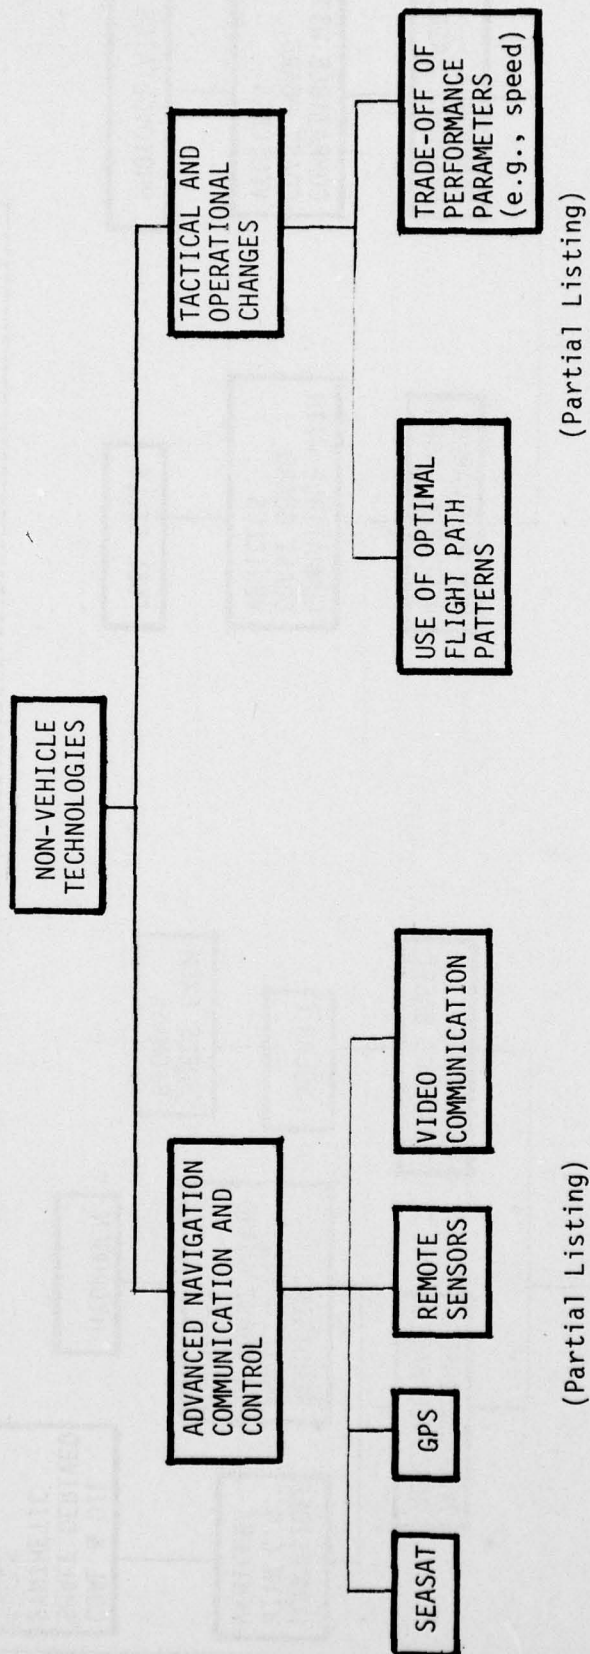 NON-VEHICLE
TECHNOLOGIES
ADVANCED NAVIGATION
COMMUNICATION AND
CONTROL
TACTICAL AND
OPERATIONAL
CHANGES
SEASAT
GPS
REMOTE
SENSORS
VIDEO
COMMUNICATION
USE OF OPTIMAL
FLIGHT PATH
PATTERNS
TRADE-OFF OF
PERFORMANCE
PARAMETERS
(e.g., speed)
(Partial Listing)
(Partial Listing)